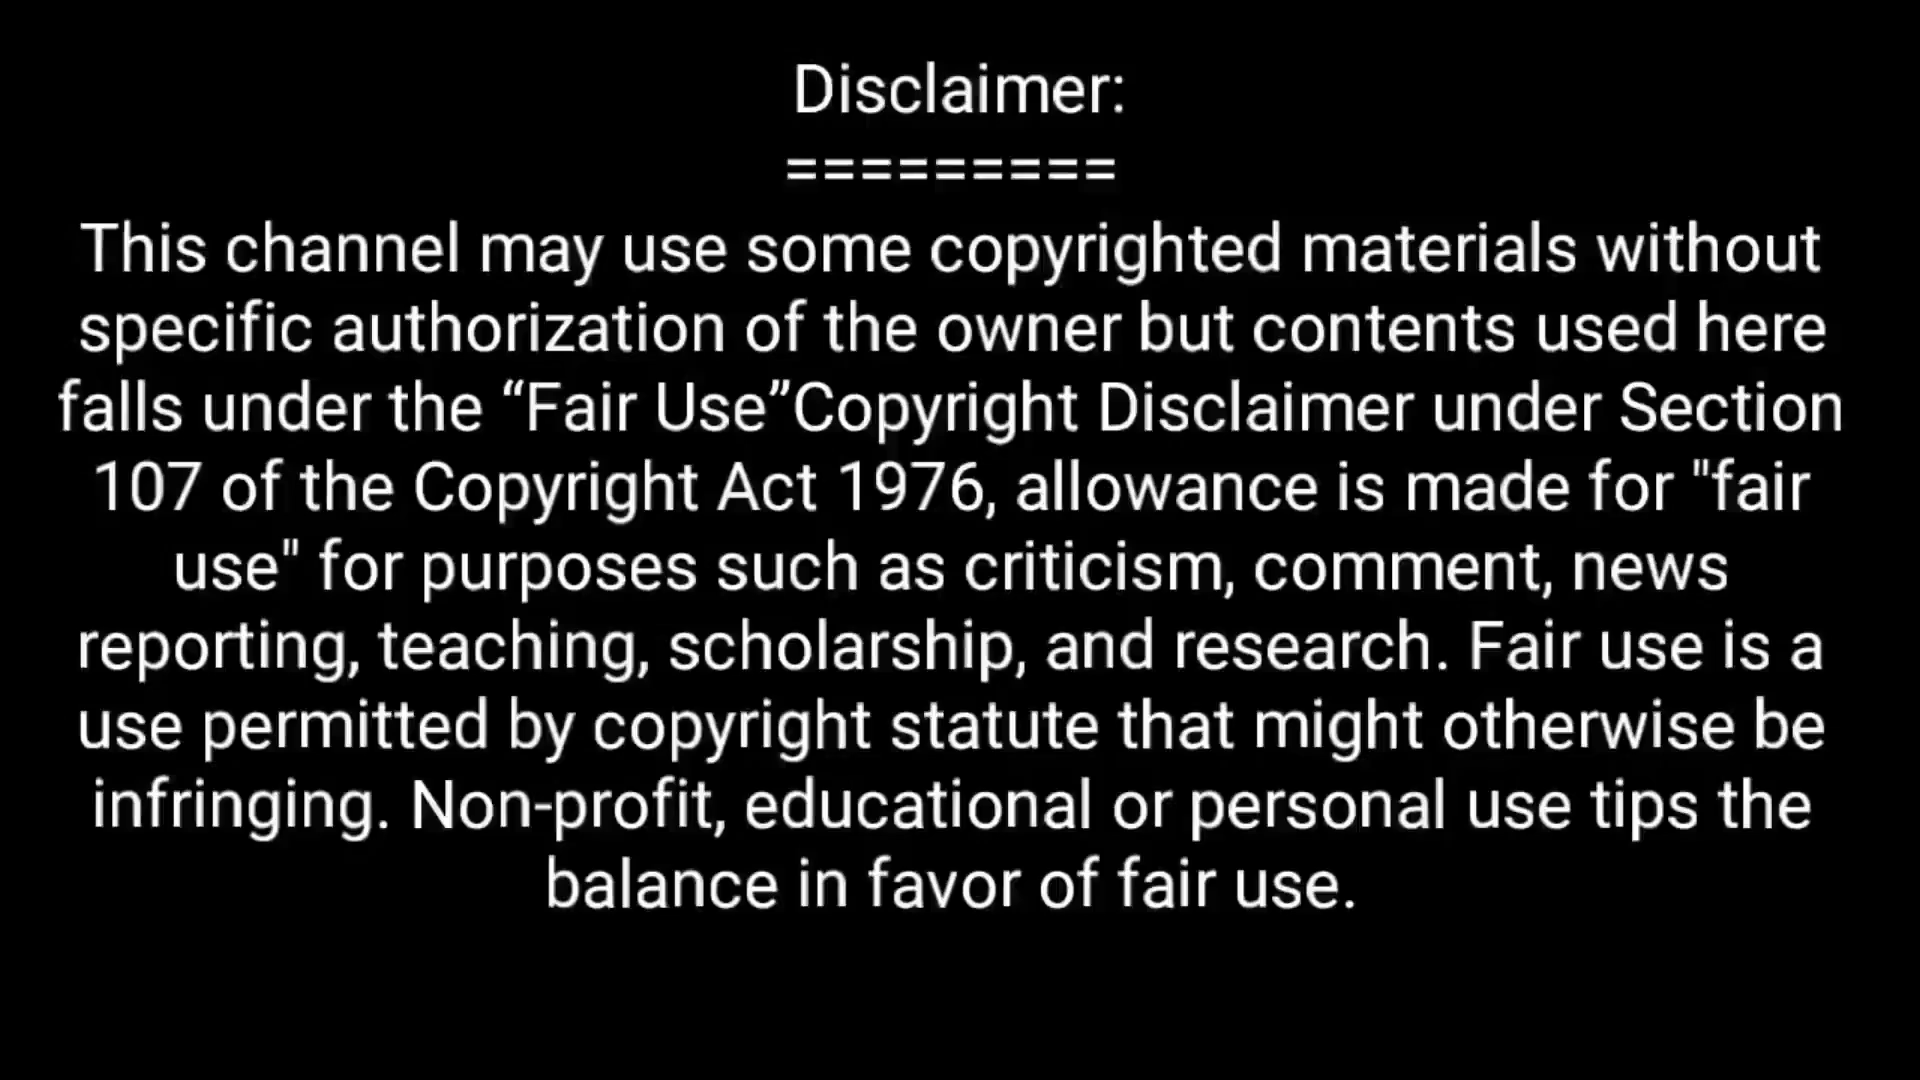 Disclaimer:
=========
This channel may use some copyrighted materials without
specific authorization of the owner but contents used here
falls under the “Fair Use”Copyright Disclaimer under Section
107 of the Copyright Act 1976, allowance is made for "fair
use" for purposes such as criticism, comment, news
reporting, teaching, scholarship, and research. Fair use is a
use permitted by copyright statute that might otherwise be
infringing. Non-profit, educational or personal use tips the
balance in favor of fair use.